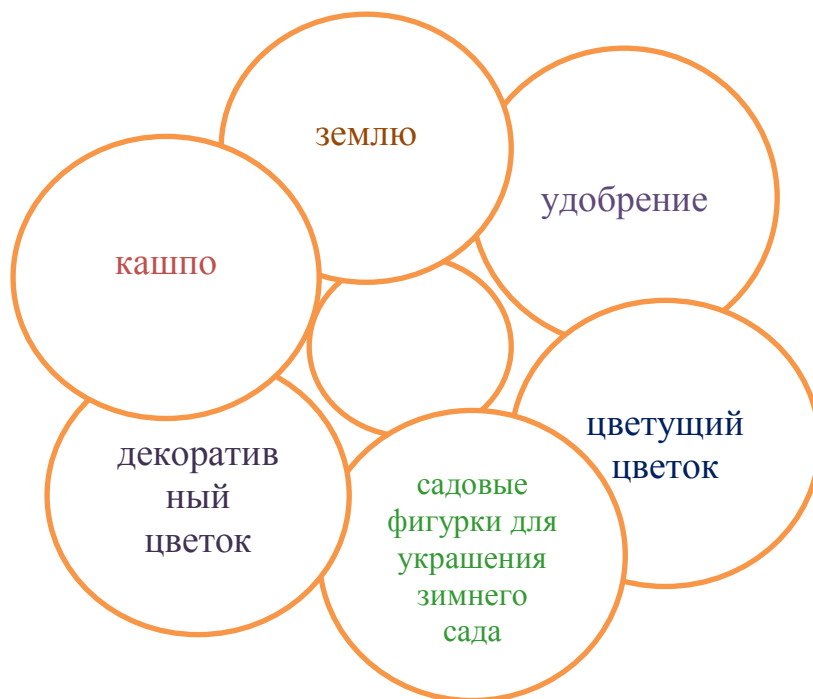 землю
удобрение
кашпо
цветущий
цветок
декоратив
ный
цветок
садовые
фигурки для
украшения
зимнего
сада